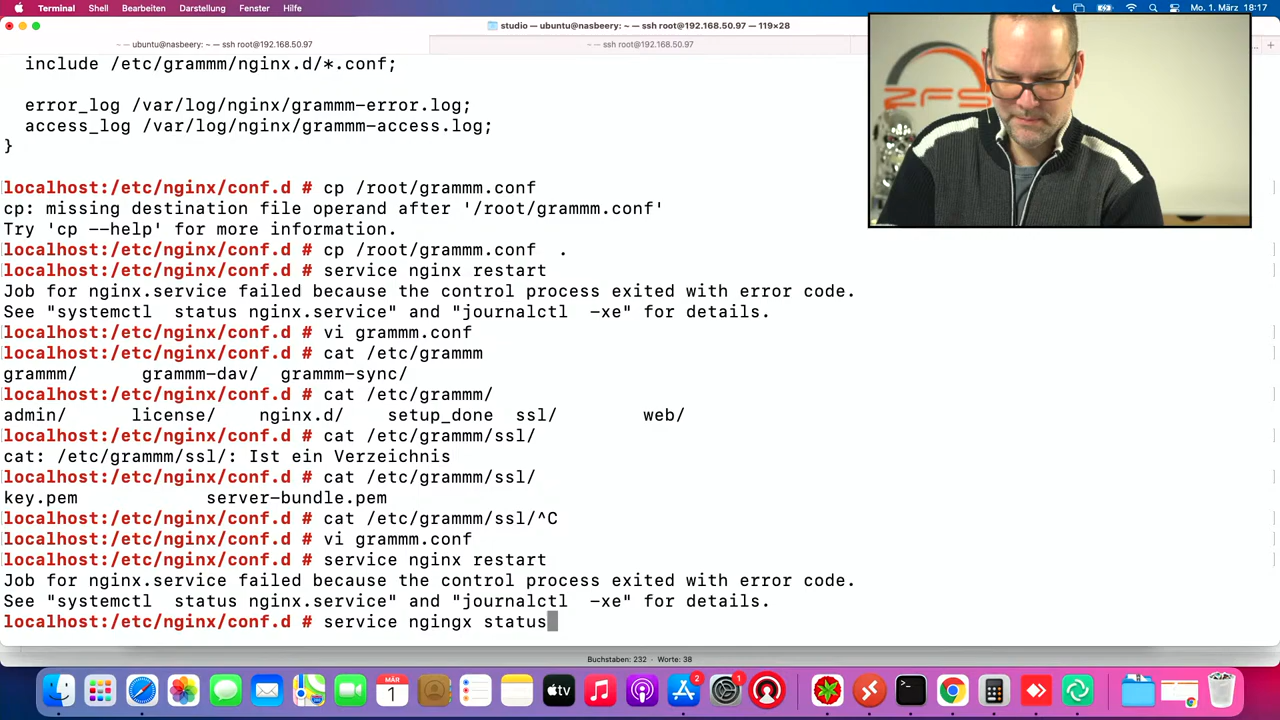 Terminal Shell Bearbeiten Darstellung Fenster Hilfe
Mo. 1. März 18:17
studio — ubuntu@nasbeery: ~ — ssh root@192.168.50.97 — 119×28
~ — ubuntu@nasbeery: ~ — ssh root@192.168.50.97
~ — ssh root@192.168.50.97
include /etc/grammm/nginx.d/*.conf;
error_log /var/log/nginx/grammm-error.log;
access_log /var/log/nginx/grammm-access.log;
}
localhost:/etc/nginx/conf.d # cp /root/grammm.conf
cp: missing destination file operand after '/root/grammm.conf'
Try 'cp --help' for more information.
localhost:/etc/nginx/conf.d # cp /root/grammm.conf  .
localhost:/etc/nginx/conf.d # service nginx restart
Job for nginx.service failed because the control process exited with error code.
See "systemctl  status nginx.service" and "journalctl  -xe" for details.
localhost:/etc/nginx/conf.d # vi grammm.conf
localhost:/etc/nginx/conf.d # cat /etc/grammm
grammm/      grammm-dav/  grammm-sync/
localhost:/etc/nginx/conf.d # cat /etc/grammm/
admin/      license/    nginx.d/    setup_done  ssl/        web/
localhost:/etc/nginx/conf.d # cat /etc/grammm/ssl/
cat: /etc/grammm/ssl/: Ist ein Verzeichnis
localhost:/etc/nginx/conf.d # cat /etc/grammm/ssl/
key.pem            server-bundle.pem
localhost:/etc/nginx/conf.d # cat /etc/grammm/ssl/^C
localhost:/etc/nginx/conf.d # vi grammm.conf
localhost:/etc/nginx/conf.d # service nginx restart
Job for nginx.service failed because the control process exited with error code.
See "systemctl  status nginx.service" and "journalctl  -xe" for details.
localhost:/etc/nginx/conf.d # service ngingx status
ZFS
Buchstaben: 232 · Worte: 38
MÄR
1
tv
2
1